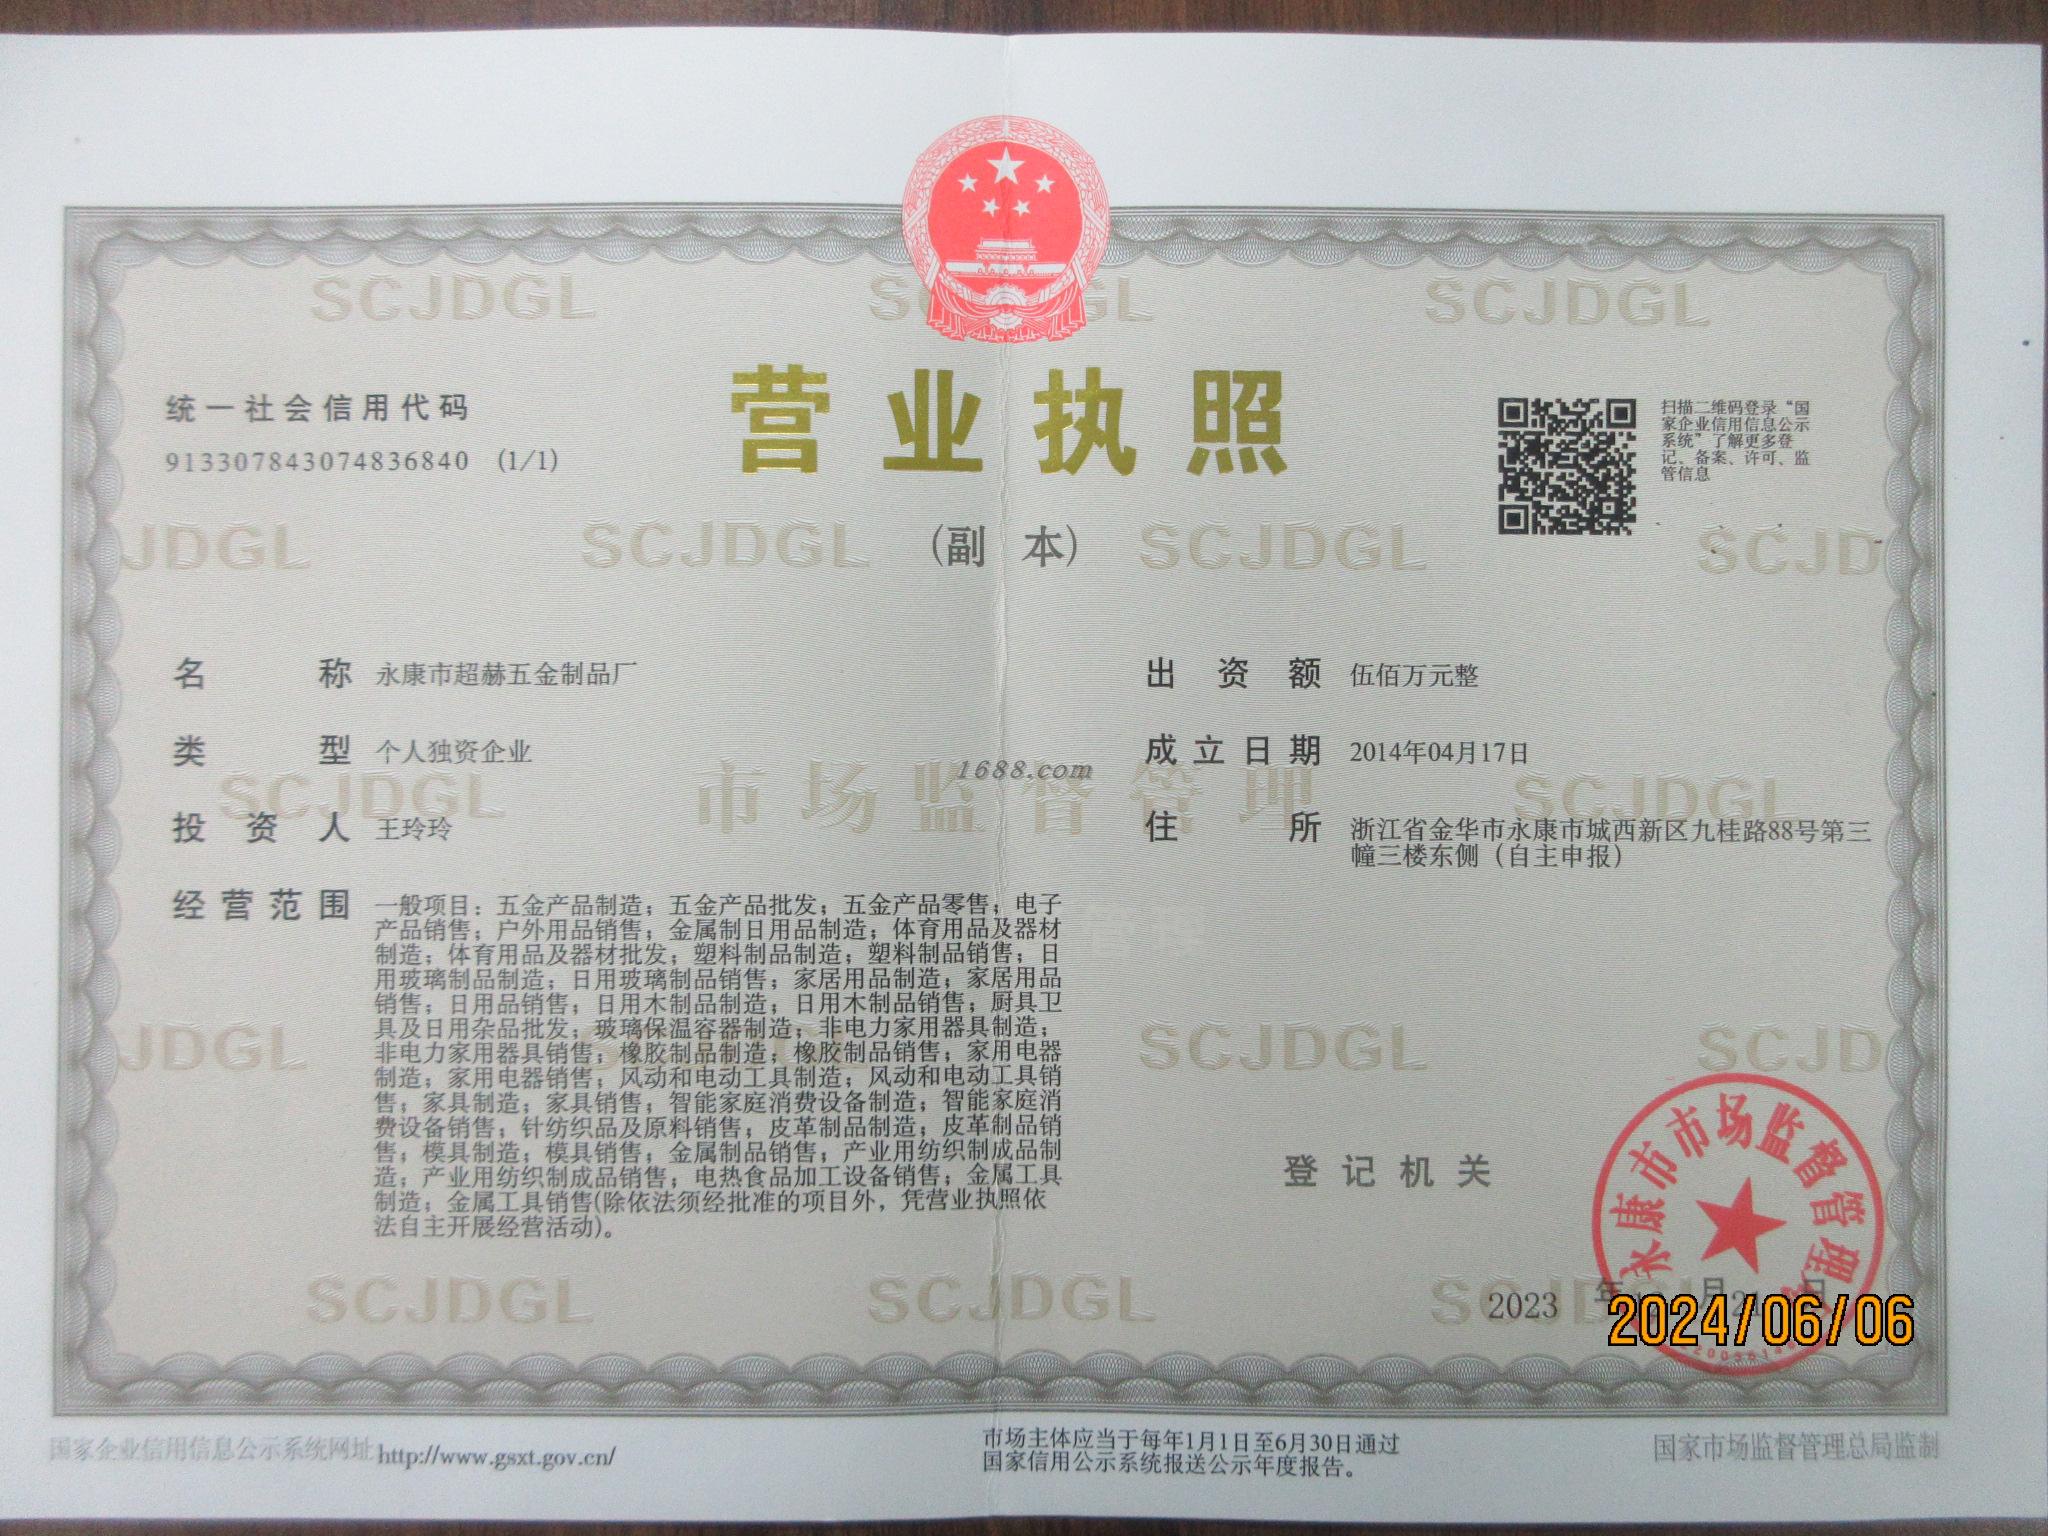 SCJDGL
SCJDGL
统一社会信用代码
913307843074836840 (1/1)
营业执照
(副 本)
扫描二维码登录“国
家企业信用信息公示
系统”了解更多登
记、备案、许可、监
管信息
JDGL
SCJDGL
SCJDGL
SCJD
名 称 永康市超赫五金制品厂
类 型 个人独资企业
投 资 人 王玲玲
出 资 额 伍佰万元整
成立日期 2014年04月17日
住 所 浙江省金华市永康市城西新区九桂路88号第三
幢三楼东侧（自主申报）
SCJDGL
市场监督管理
SCJDGL
1688.com
经营范围 一般项目：五金产品制造；五金产品批发；五金产品零售；电子
产品销售；户外用品销售；金属制日用品制造；体育用品及器材
制造；体育用品及器材批发；塑料制品制造；塑料制品销售；日
用玻璃制品制造；日用玻璃制品销售；家居用品制造；家居用品
销售；日用品销售；日用木制品制造；日用木制品销售；厨具卫
具及日用杂品批发；玻璃保温容器制造；非电力家用器具制造；
非电力家用器具销售；橡胶制品制造；橡胶制品销售；家用电器
制造；家用电器销售；风动和电动工具制造；风动和电动工具销
售；家具制造；家具销售；智能家庭消费设备制造；智能家庭消
费设备销售；针纺织品及原料销售；皮革制品制造；皮革制品销
售；模具制造；模具销售；金属制品销售；产业用纺织制成品制
造；产业用纺织制成品销售；电热食品加工设备销售；金属工具
制造；金属工具销售(除依法须经批准的项目外，凭营业执照依
法自主开展经营活动)。
JDGL
SCJDGL
SCJD
登记机关
永康市市场监督管理
2023 年 月21日
2024/06/06
SCJDGL
SCJDGL
国家企业信用信息公示系统网址 http://www.gsxt.gov.cn/
市场主体应当于每年1月1日至6月30日通过
国家信用公示系统报送公示年度报告。
国家市场监督管理总局监制